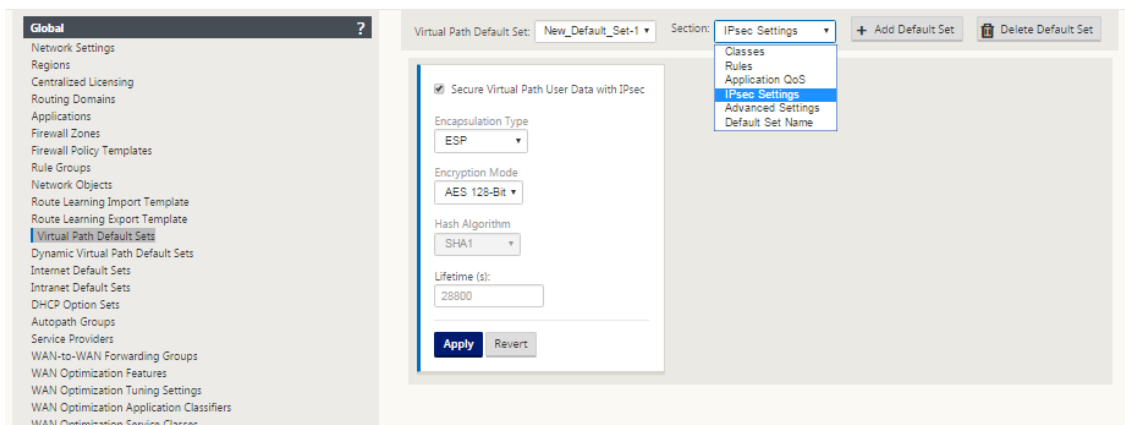 Global ?
Network Settings
Regions
Centralized Licensing
Routing Domains
Applications
Firewall Zones
Firewall Policy Templates
Rule Groups
Network Objects
Route Learning Import Template
Route Learning Export Template
Virtual Path Default Sets
Dynamic Virtual Path Default Sets
Internet Default Sets
Intranet Default Sets
DHCP Option Sets
Autopath Groups
Service Providers
WAN-to-WAN Forwarding Groups
WAN Optimization Features
WAN Optimization Tuning Settings
WAN Optimization Application Classifiers
WAN Optimization Service Classes
Virtual Path Default Set: New_Default_Set-1 Section: IPsec Settings + Add Default Set Delete Default Set
Classes
Rules
Application QoS
IPsec Settings
Advanced Settings
Default Set Name
Secure Virtual Path User Data with IPsec
Encapsulation Type
ESP
Encryption Mode
AES 128-Bit
Hash Algorithm
SHA1
Lifetime (s):
28800
Apply Revert